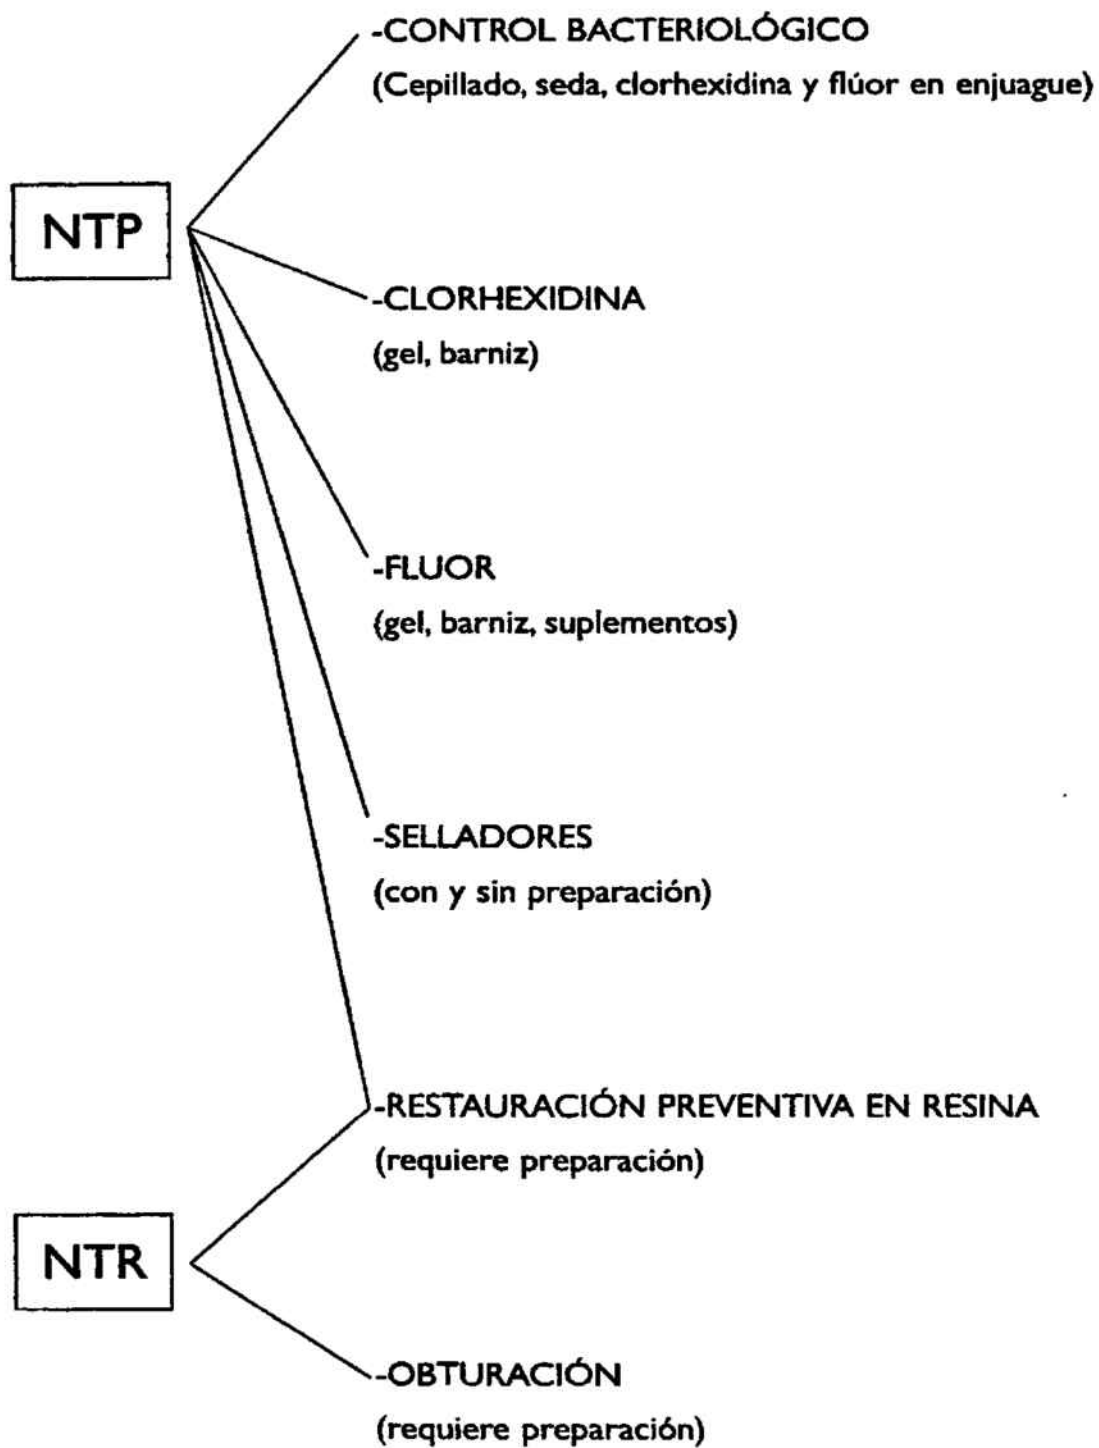 -CONTROL BACTERIOLÓGICO
(Cepillado, seda, clorhexidina y flúor en enjuague)
NTP
-CLORHEXIDINA
(gel, barniz)
-FLUOR
(gel, barniz, suplementos)
-SELLADORES
(con y sin preparación)
-RESTAURACIÓN PREVENTIVA EN RESINA
(requiere preparación)
NTR
-OBTURACIÓN
(requiere preparación)